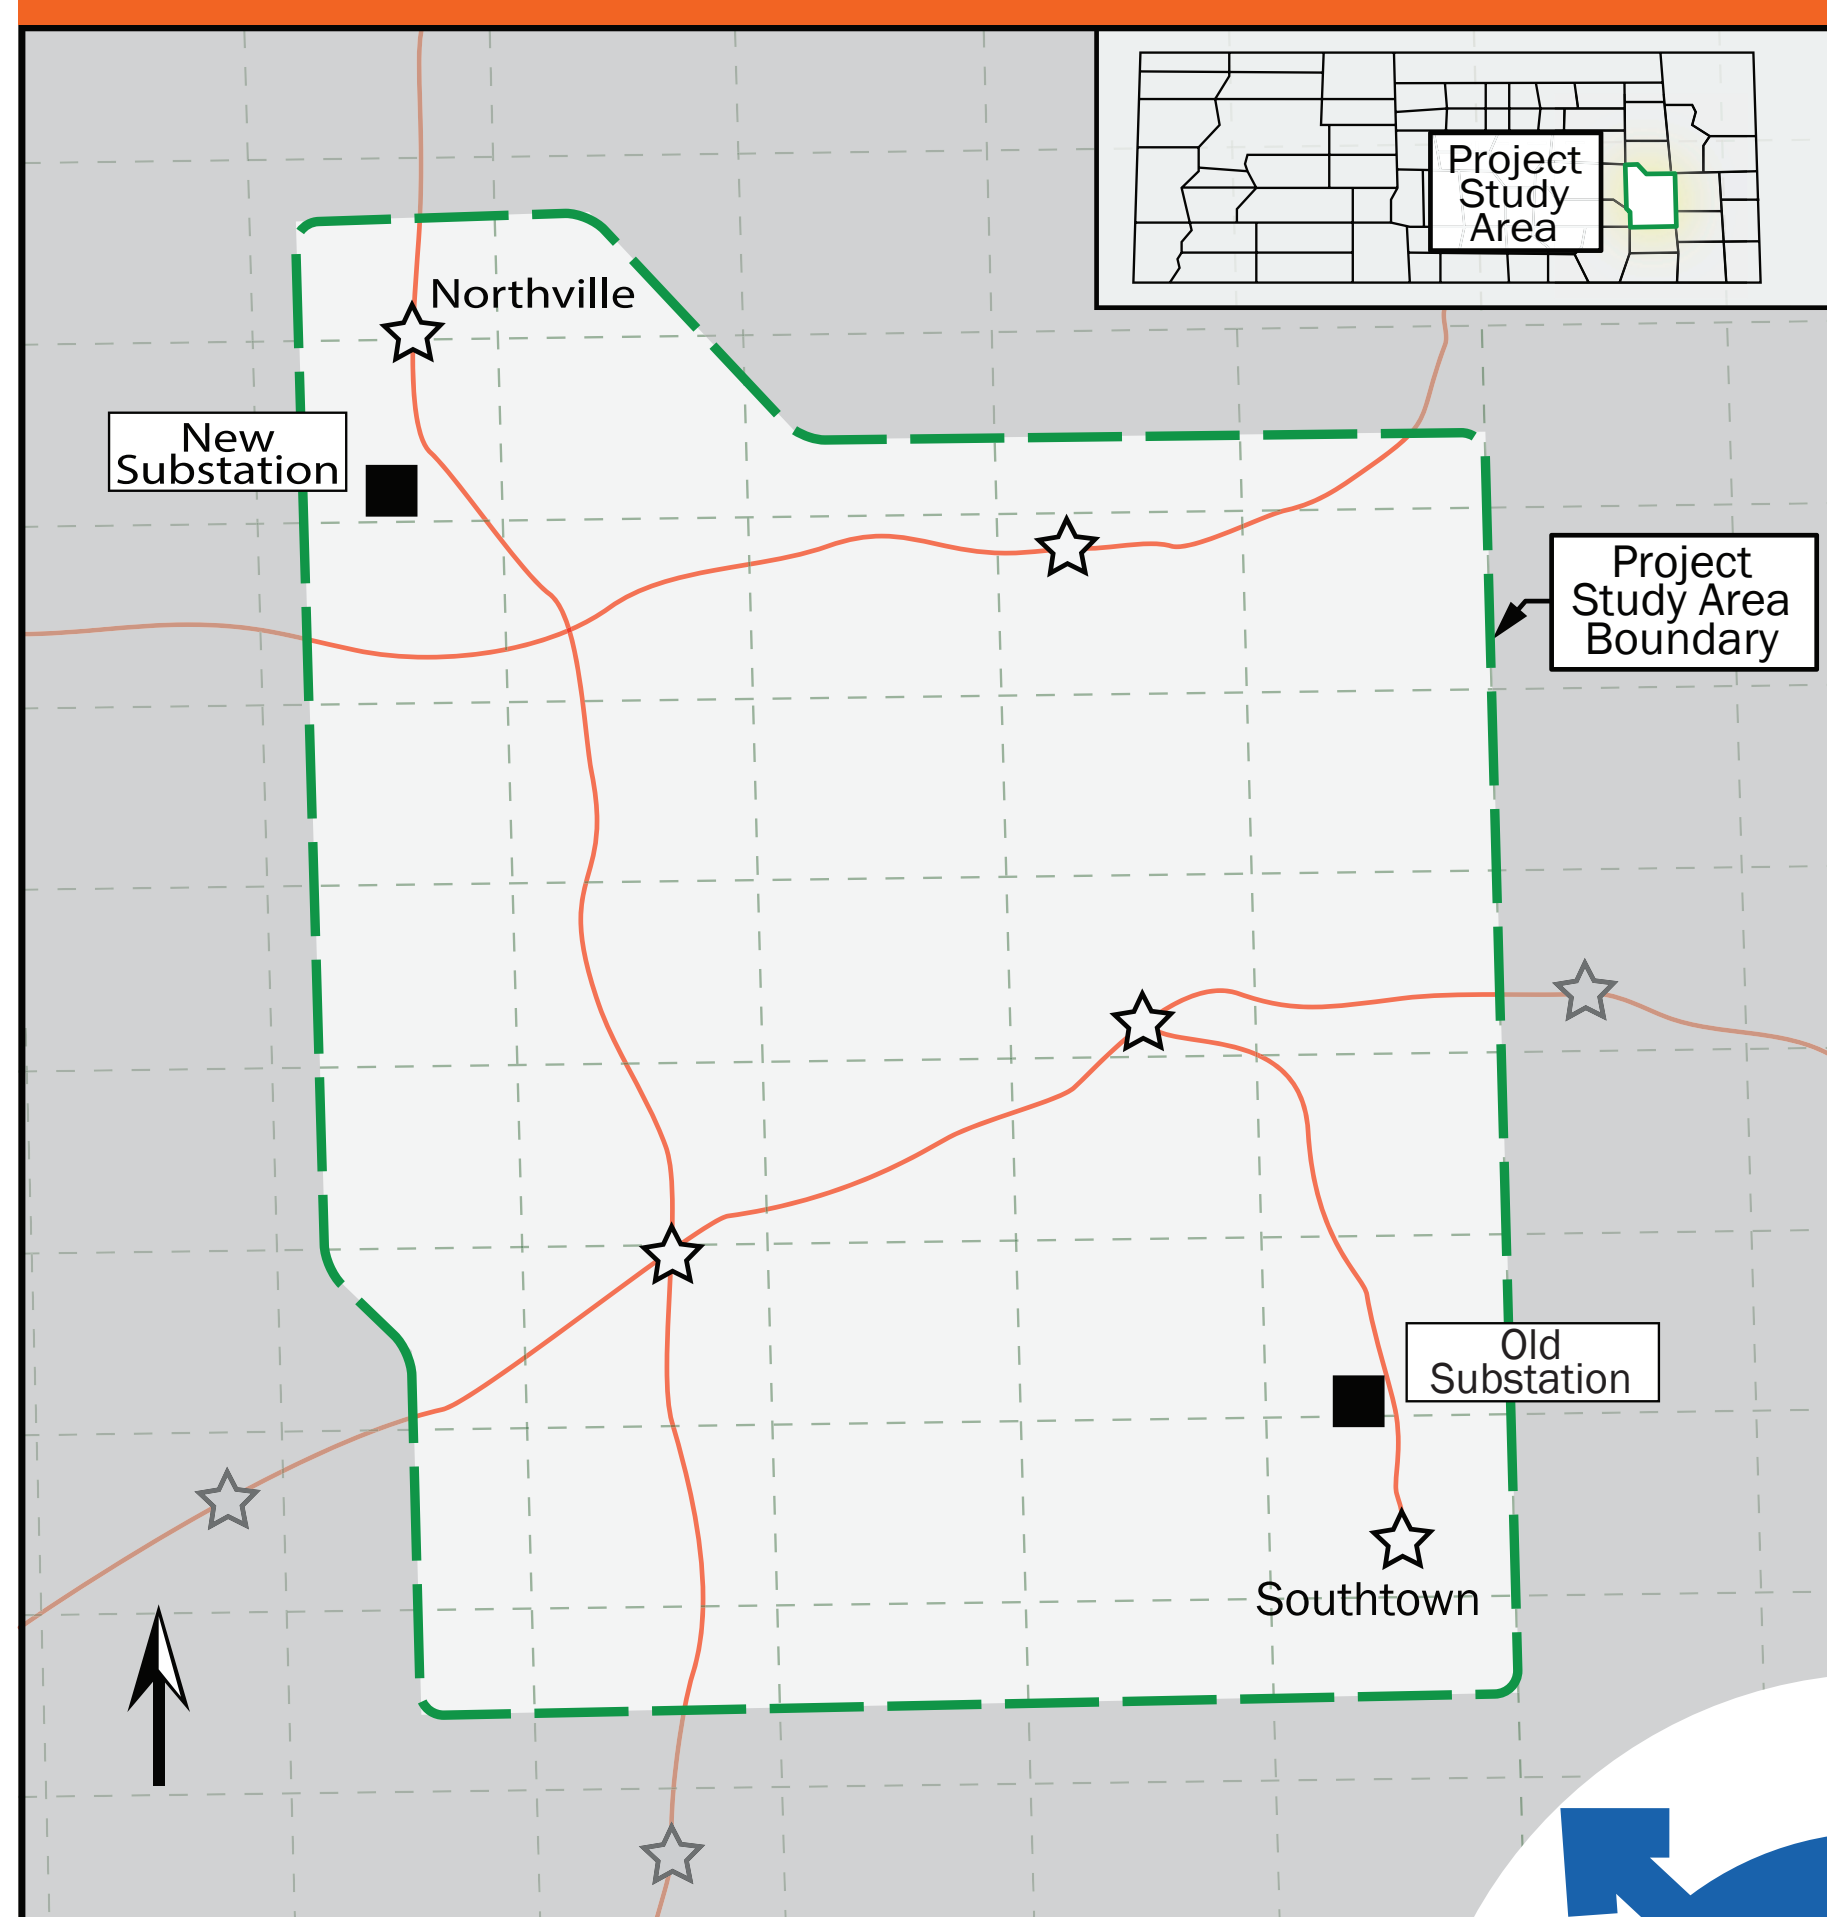 Project
Study
Area
Northville
New
Substation
Project
Study Area
Boundary
Old
Substation
Southtown